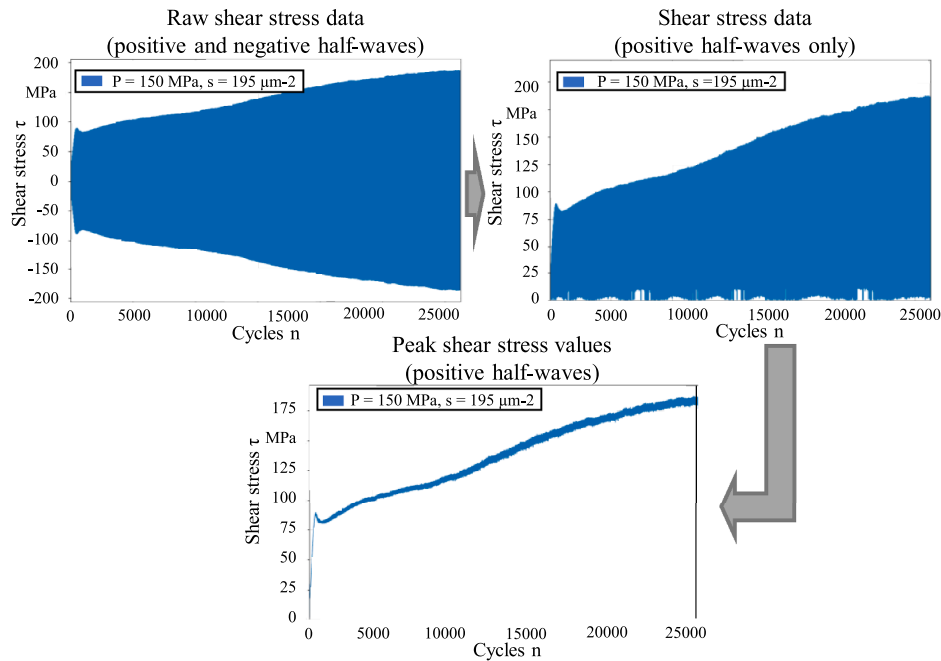 Raw shear stress data
(positive and negative half-waves)
200
MPa
100
50
0
-50
-100
-150
-200
Shear stress τ
P = 150 MPa, s = 195 μm-2
0 5000 10000 15000 20000 25000
Cycles n
Shear stress data
(positive half-waves only)
200
MPa
150
125
100
75
50
25
0
Shear stress τ
P = 150 MPa, s =195 μm-2
0 5000 10000 15000 20000 25000
Cycles n
Peak shear stress values
(positive half-waves)
175
MPa
125
100
75
50
25
0
Shear stress τ
P = 150 MPa, s = 195 μm-2
0 5000 10000 15000 20000 25000
Cycles n